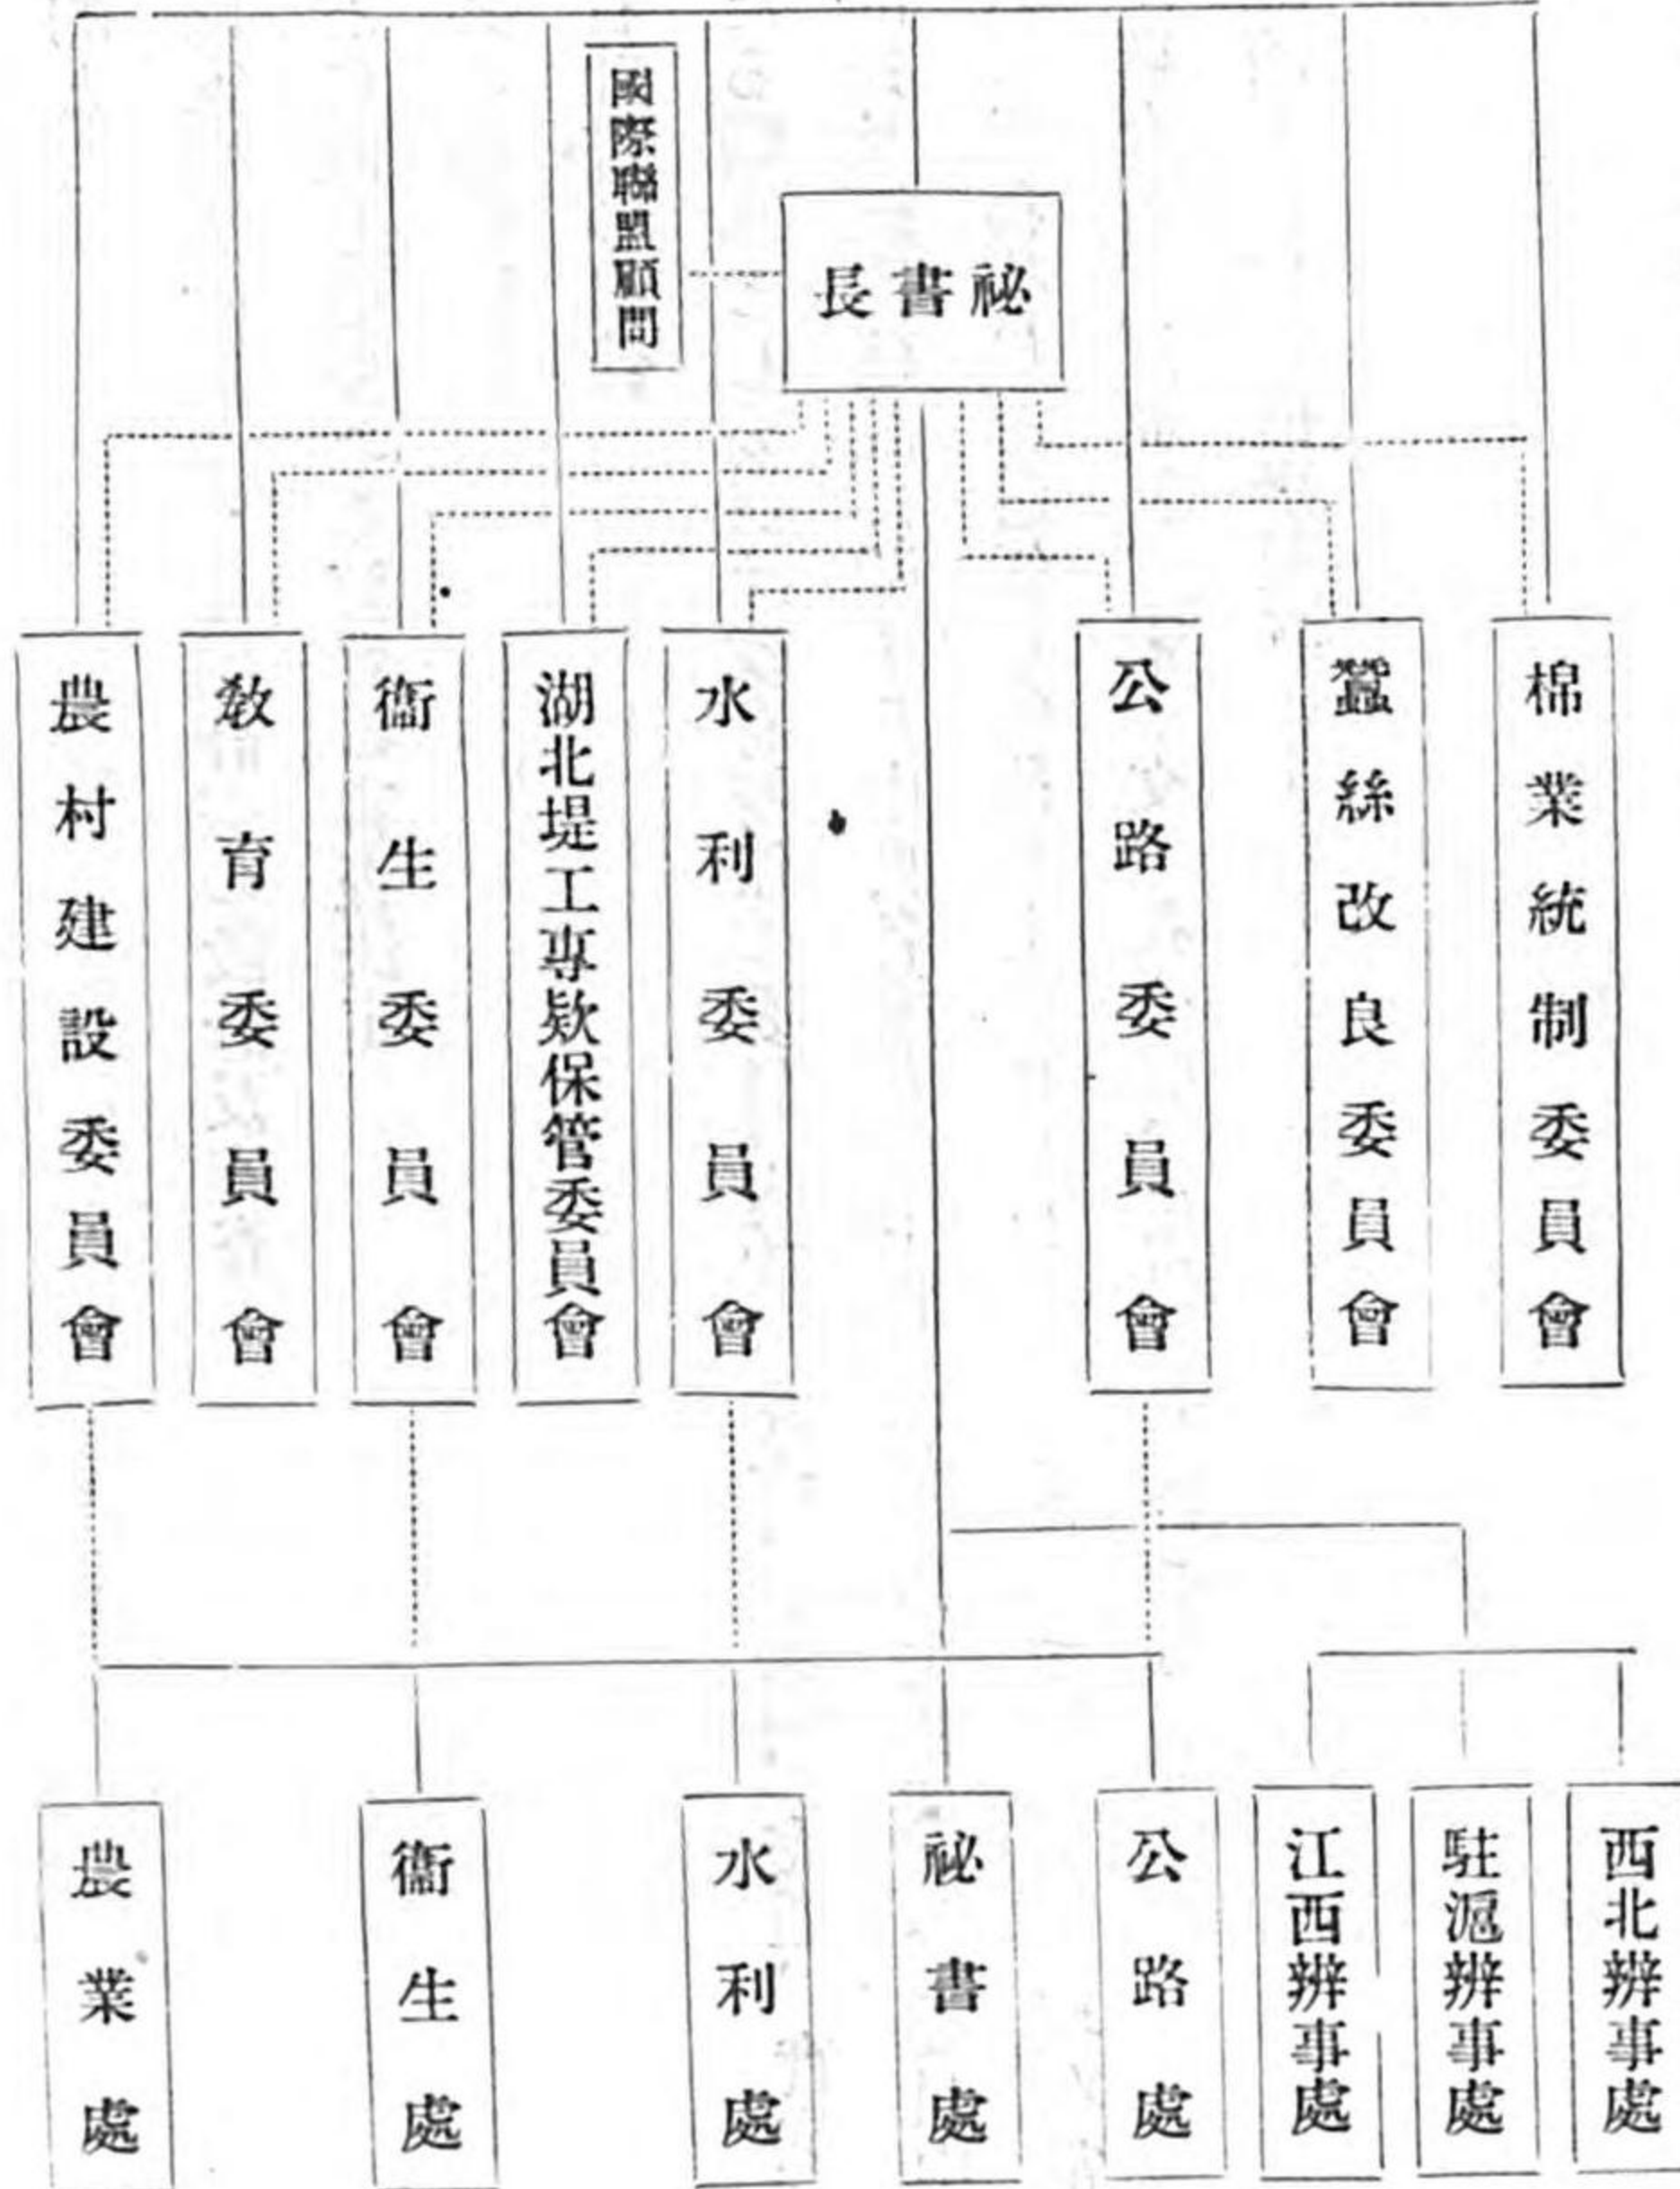 國際聯盟顧問
祕書長
棉業統制委員會
蠶絲改良委員會
公路委員會
水利委員會
湖北堤工專欵保管委員會
衞生委員會
敎育委員會
農村建設委員會
西北辦事處
駐滬辦事處
江西辦事處
公路處
祕書處
水利處
衞生處
農業處